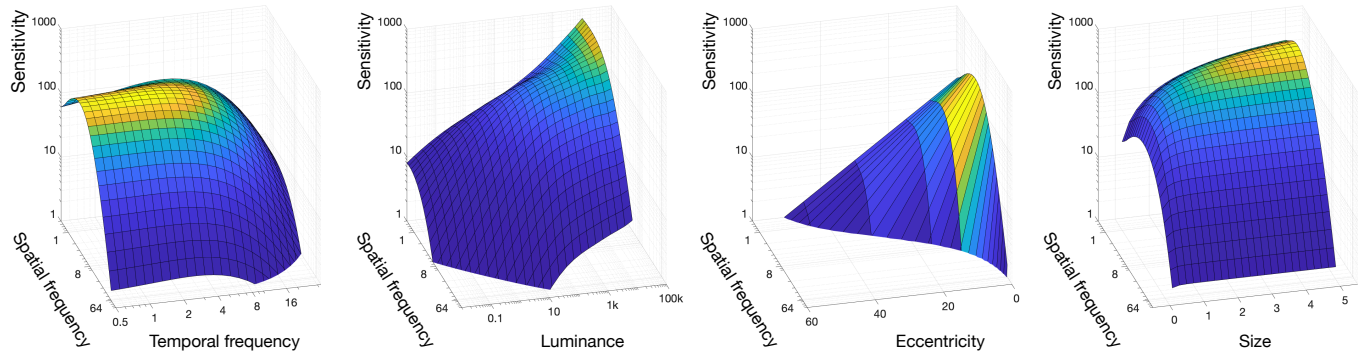 Sensitivity
1000
100
10
1
1
8
64
Spatial frequency
0.5 1 2 4 8 16
Temporal frequency
Sensitivity
1000
100
10
1
1
8
64
Spatial frequency
0.1 10 1k 100k
Luminance
Sensitivity
1000
100
10
1
1
8
64
Spatial frequency
60 40 20 0
Eccentricity
Sensitivity
1000
100
10
1
1
8
64
Spatial frequency
0 1 2 3 4 5
Size